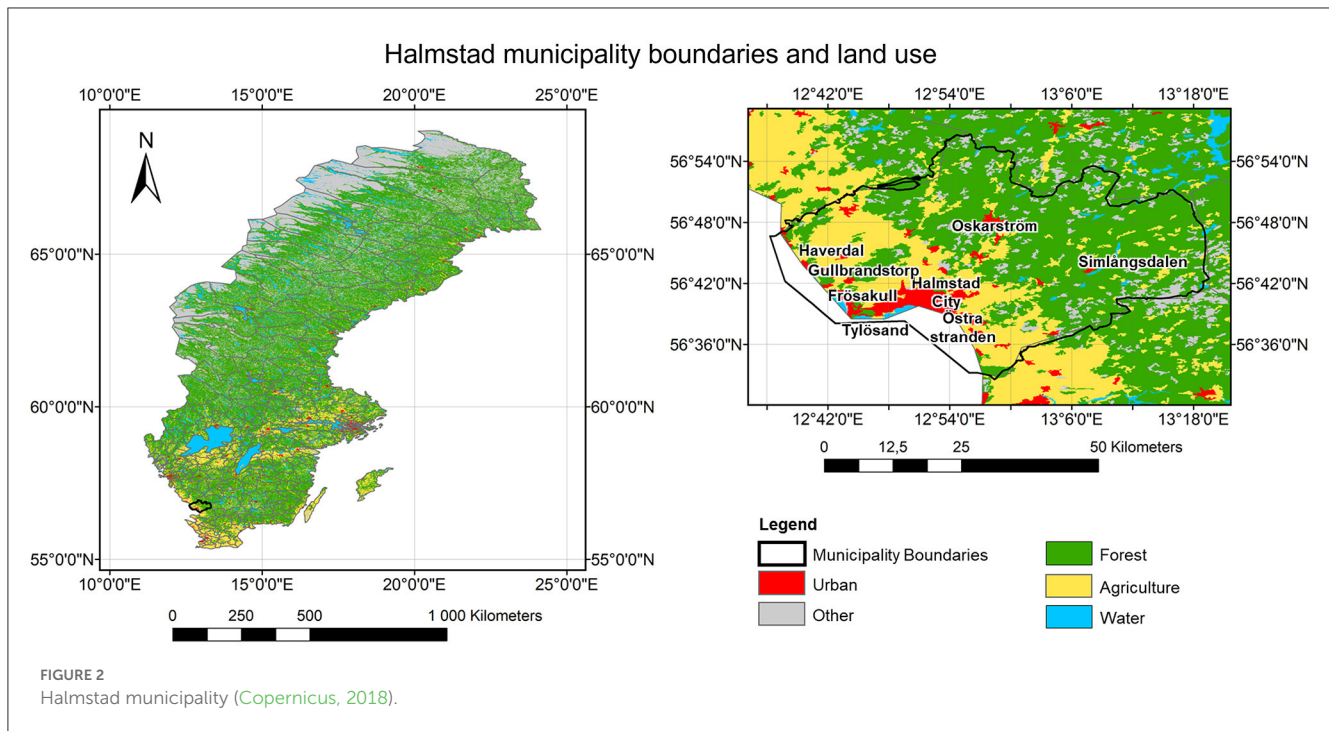 Halmstad municipality boundaries and land use
10°0'0"E 15°0'0"E 20°0'0"E 25°0'0"E
N
65°0'0"N 65°0'0"N
60°0'0"N 60°0'0"N
55°0'0"N 55°0'0"N
10°0'0"E 15°0'0"E 20°0'0"E 25°0'0"E
0 250 500 1 000 Kilometers
12°42'0"E 12°54'0"E 13°6'0"E 13°18'0"E
56°54'0"N 56°54'0"N
56°48'0"N 56°48'0"N
Oskarström
Haverdal
Simlångsdalen
Gullbrandstorp
56°42'0"N 56°42'0"N
Halmstad
City
Frösakull
Östra
stranden
Tylösand
56°36'0"N 56°36'0"N
12°42'0"E 12°54'0"E 13°6'0"E 13°18'0"E
0 12,5 25 50 Kilometers
Legend
Municipality Boundaries
Urban
Other
Forest
Agriculture
Water
FIGURE 2
Halmstad municipality (Copernicus, 2018).